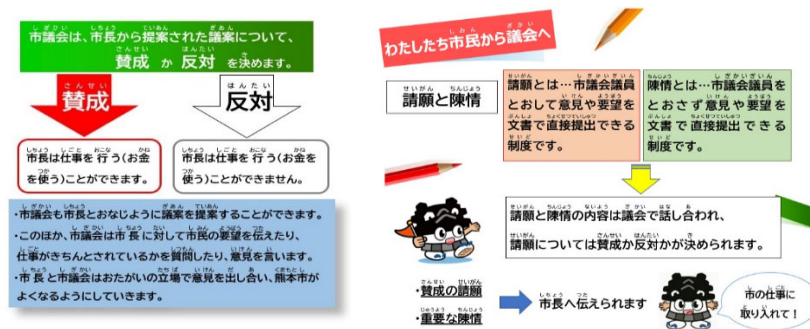 市議会は、市長から提案された議案について、
賛成 か 反対 を決めます。
賛成
反対
市長は仕事を行う(お金
を使う)ことができます。
市長は仕事を行う(お金を
使う)ことができません。
・市議会も市長とおなじように議案を提案することができます。
・このほか、市議会は市長に対して市民の要望を伝えたり、
仕事がきちんとされているかを質問したり、意見を言います。
・市長と市議会はおたがいの立場で意見を出し合い、熊本市が
よくなるようにしていきます。
わたしたち市民から議会へ
請願と陳情
請願とは…市議会議員
をとおして意見や要望を
文書で直接提出できる
制度です。
陳情とは…市議会議員を
とおさず意見や要望を
文書で直接提出できる
制度です。
請願と陳情の内容は議会で話し合われ、
請願については賛成か反対かが決められます。
・賛成の請願
・重要な陳情
市長へ伝えられます
市の仕事に
取り入れて!